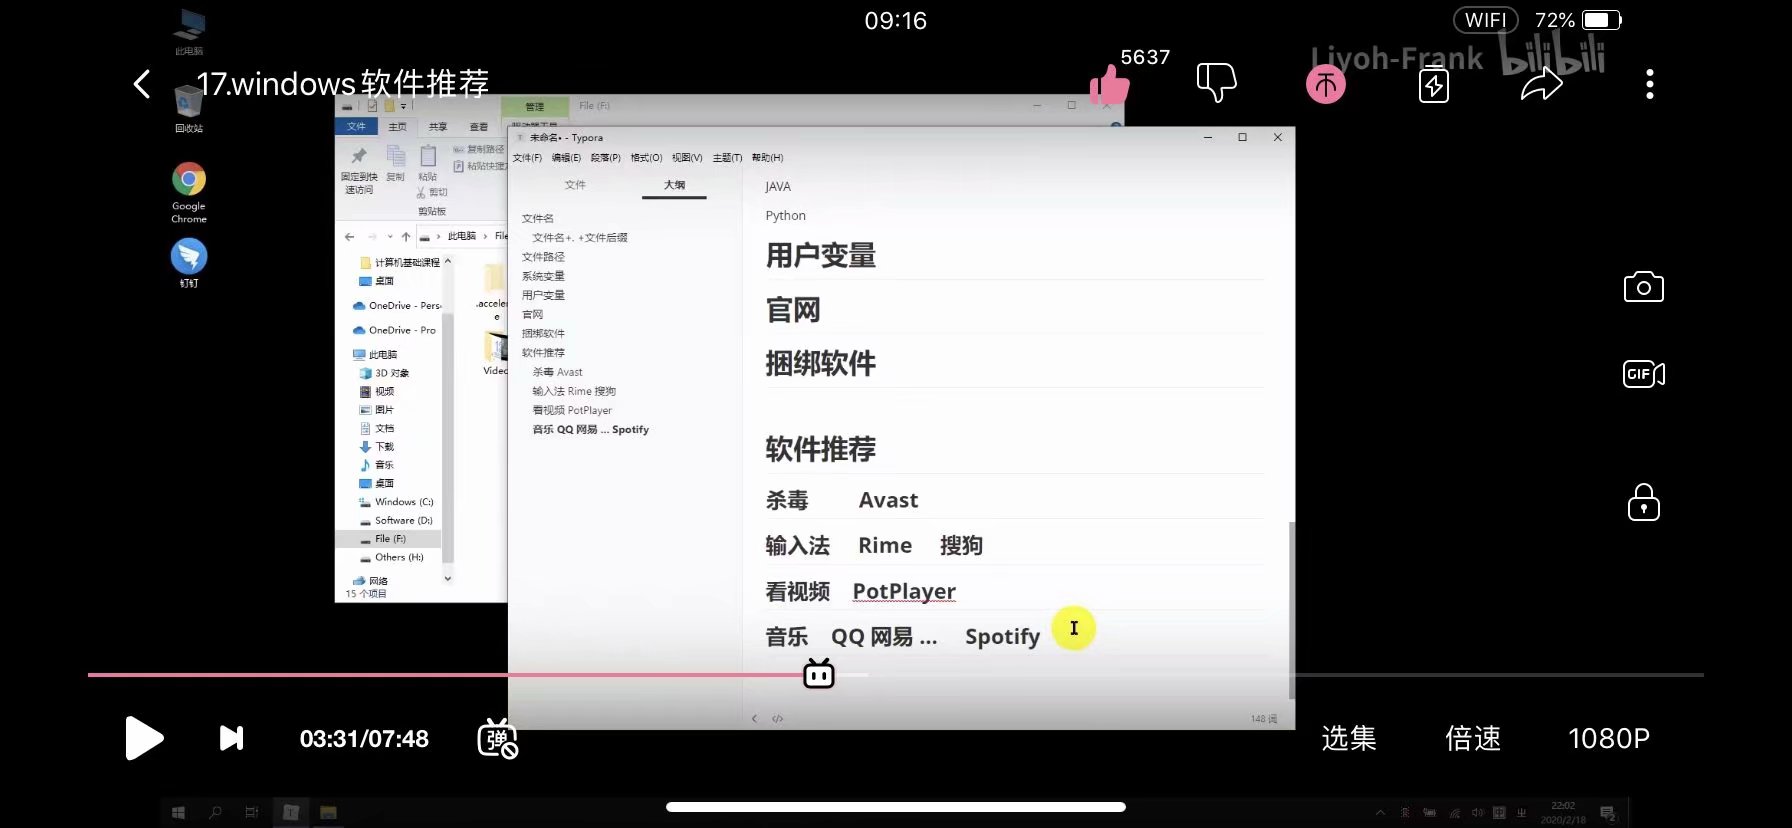 09:16
WIFI 72%
此电脑
Liyoh-Frank bilibili
17.windows软件推荐
5637
回收站
Google
Chrome
钉钉
管理 File (F:)
文件 主页 共享 查看 驱动器工具
固定到快
速访问
复制
粘贴
复制路径
粘贴快捷
剪切
剪贴板
此电脑 File
计算机基础课程
桌面
OneDrive - Pers
OneDrive - Pro
此电脑
3D 对象
视频
图片
文档
下载
音乐
桌面
Windows (C:)
Software (D:)
File (F:)
Others (H:)
网络
15 个项目
.acceler
e
Video
未命名• - Typora
文件(F) 编辑(E) 段落(P) 格式(O) 视图(V) 主题(T) 帮助(H)
文件 大纲
文件名
文件名+. +文件后缀
文件路径
系统变量
用户变量
官网
捆绑软件
软件推荐
杀毒 Avast
输入法 Rime 搜狗
看视频 PotPlayer
音乐 QQ 网易 ... Spotify
JAVA
Python
用户变量
官网
捆绑软件
软件推荐
杀毒 Avast
输入法 Rime 搜狗
看视频 PotPlayer
音乐 QQ 网易 ... Spotify
148 词
GIF
03:31/07:48
弹
选集 倍速 1080P
22:02
2020/2/18